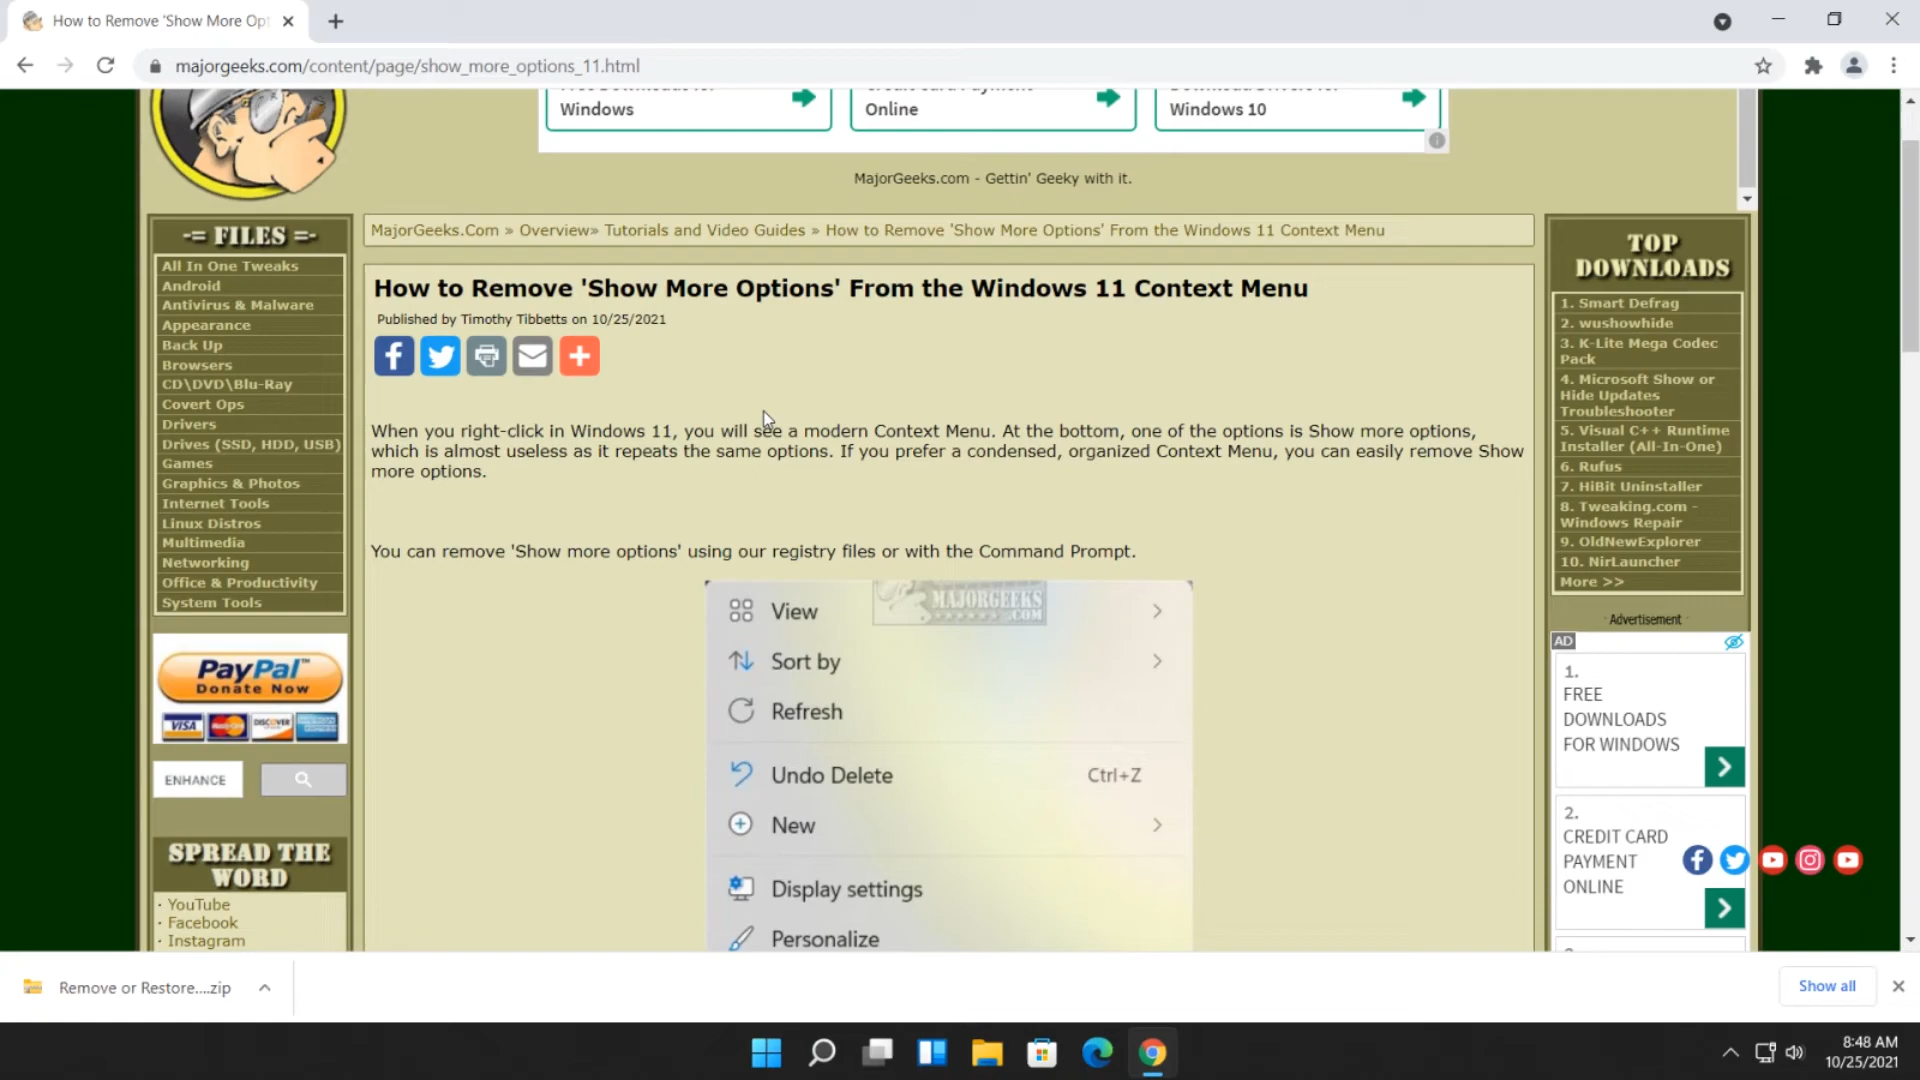 How to Remove 'Show More Opt
majorgeeks.com/content/page/show_more_options_11.html
Windows
Online
Windows 10
MajorGeeks.com - Gettin' Geeky with it.
-= FILES =-
All In One Tweaks
Android
Antivirus & Malware
Appearance
Back Up
Browsers
CD\DVD\Blu-Ray
Covert Ops
Drivers
Drives (SSD, HDD, USB)
Games
Graphics & Photos
Internet Tools
Linux Distros
Multimedia
Networking
Office & Productivity
System Tools
PayPal™
Donate Now
VISA
MasterCard
DISCOVER
ENHANCE
SPREAD THE
WORD
· YouTube
· Facebook
· Instagram
MajorGeeks.Com » Overview» Tutorials and Video Guides » How to Remove 'Show More Options' From the Windows 11 Context Menu
How to Remove 'Show More Options' From the Windows 11 Context Menu
Published by Timothy Tibbetts on 10/25/2021
When you right-click in Windows 11, you will see a modern Context Menu. At the bottom, one of the options is Show more options,
which is almost useless as it repeats the same options. If you prefer a condensed, organized Context Menu, you can easily remove Show
more options.
You can remove 'Show more options' using our registry files or with the Command Prompt.
MAJORGEEKS
.COM
View
Sort by
Refresh
Undo Delete Ctrl+Z
New
Display settings
Personalize
TOP
DOWNLOADS
1. Smart Defrag
2. wushowhide
3. K-Lite Mega Codec
Pack
4. Microsoft Show or
Hide Updates
Troubleshooter
5. Visual C++ Runtime
Installer (All-In-One)
6. Rufus
7. HiBit Uninstaller
8. Tweaking.com -
Windows Repair
9. OldNewExplorer
10. NirLauncher
More >>
Advertisement
AD
1.
FREE
DOWNLOADS
FOR WINDOWS
2.
CREDIT CARD
PAYMENT
ONLINE
Remove or Restore....zip
Show all
8:48 AM
10/25/2021